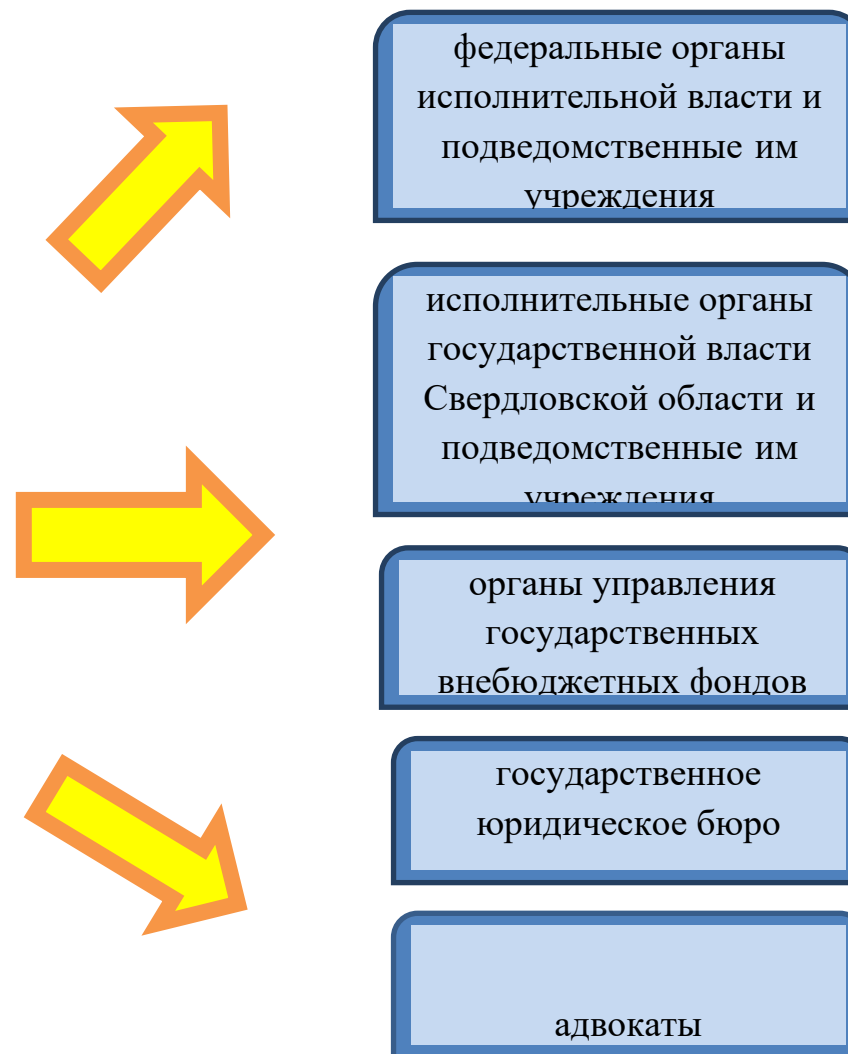 федеральные органы
исполнительной власти и
подведомственные им
учреждения
исполнительные органы
государственной власти
Свердловской области и
подведомственные им
учреждения
органы управления
государственных
внебюджетных фондов
государственное
юридическое бюро
адвокаты